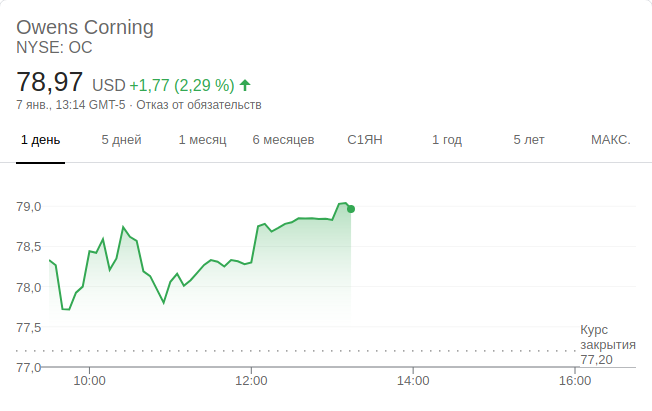 Owens Corning
NYSE: OC
78,97 USD +1,77 (2,29 %)
7 янв., 13:14 GMT-5 · Отказ от обязательств
1 день 5 дней 1 месяц 6 месяцев С1ЯН 1 год 5 лет МАКС.
79,0
78,5
78,0
77,5
Курс
закрытия
77,20
77,0
10:00 12:00 14:00 16:00